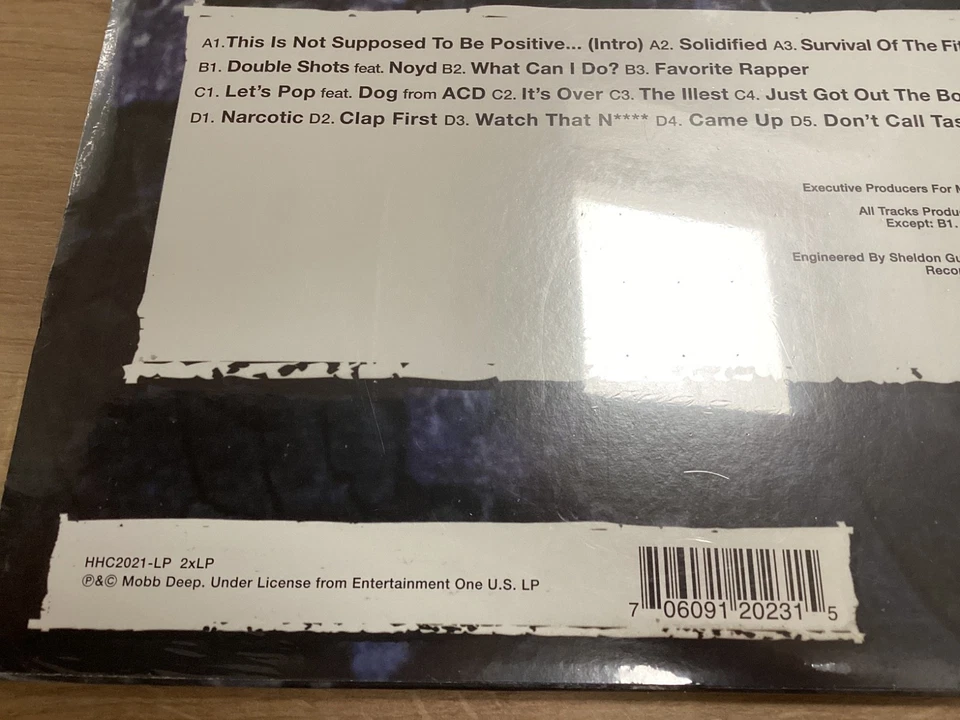 A1.This Is Not Supposed To Be Positive... (Intro) A2. Solidified A3. Survival Of The Fit
B1. Double Shots feat. Noyd B2. What Can I Do? B3. Favorite Rapper
C1. Let's Pop feat. Dog from ACD C2. It's Over C3. The Illest C4. Just Got Out The Bo
D1. Narcotic D2. Clap First D3. Watch That N**** D4. Came Up D5. Don't Call Tas
Executive Producers For M
All Tracks Produ
Except: B1.
Engineered By Sheldon Gu
Recor
HHC2021-LP 2xLP
℗&© Mobb Deep. Under License from Entertainment One U.S. LP
7 06091 20231 5